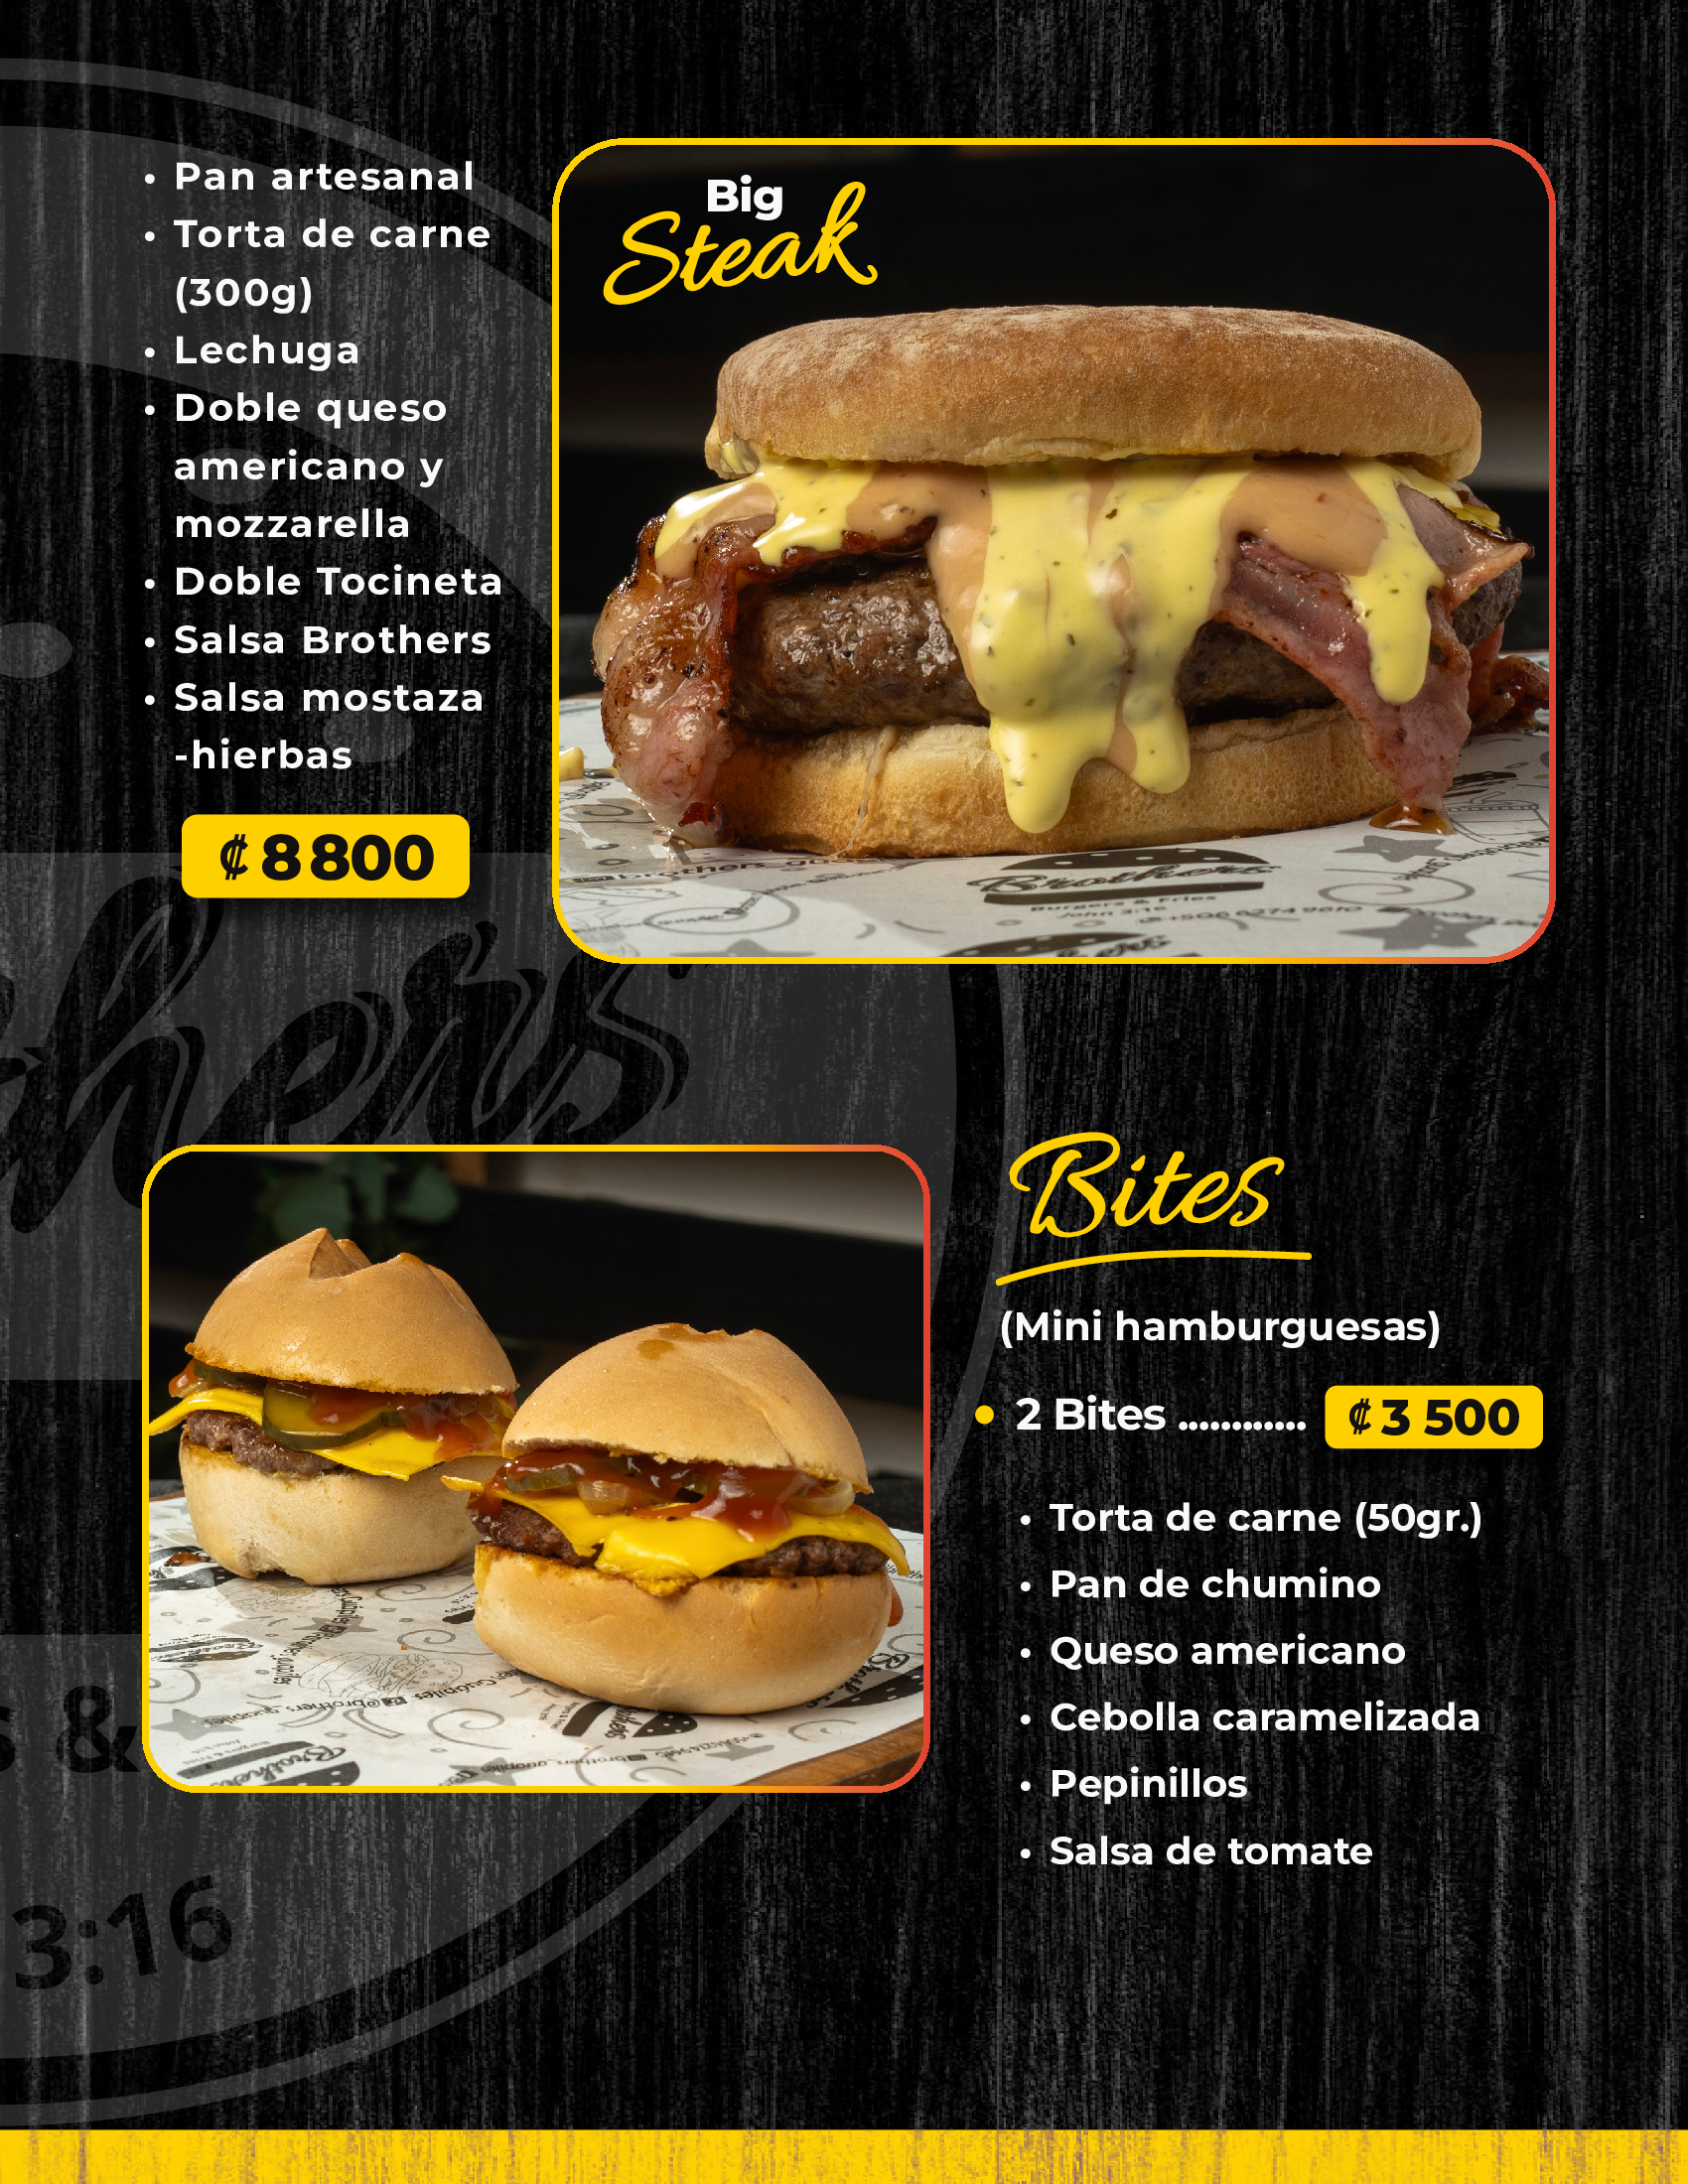 Big
Steak
• Pan artesanal
• Torta de carne
(300g)
• Lechuga
• Doble queso
americano y
mozzarella
• Doble Tocineta
• Salsa Brothers
• Salsa mostaza
-hierbas
₡ 8 800
Brothers
Burgers & Fries
John 3:16
hers
Bites
(Mini hamburguesas)
• 2 Bites ............ ₡ 3 500
• Torta de carne (50gr.)
• Pan de chumino
• Queso americano
• Cebolla caramelizada
• Pepinillos
• Salsa de tomate
s &
3:16